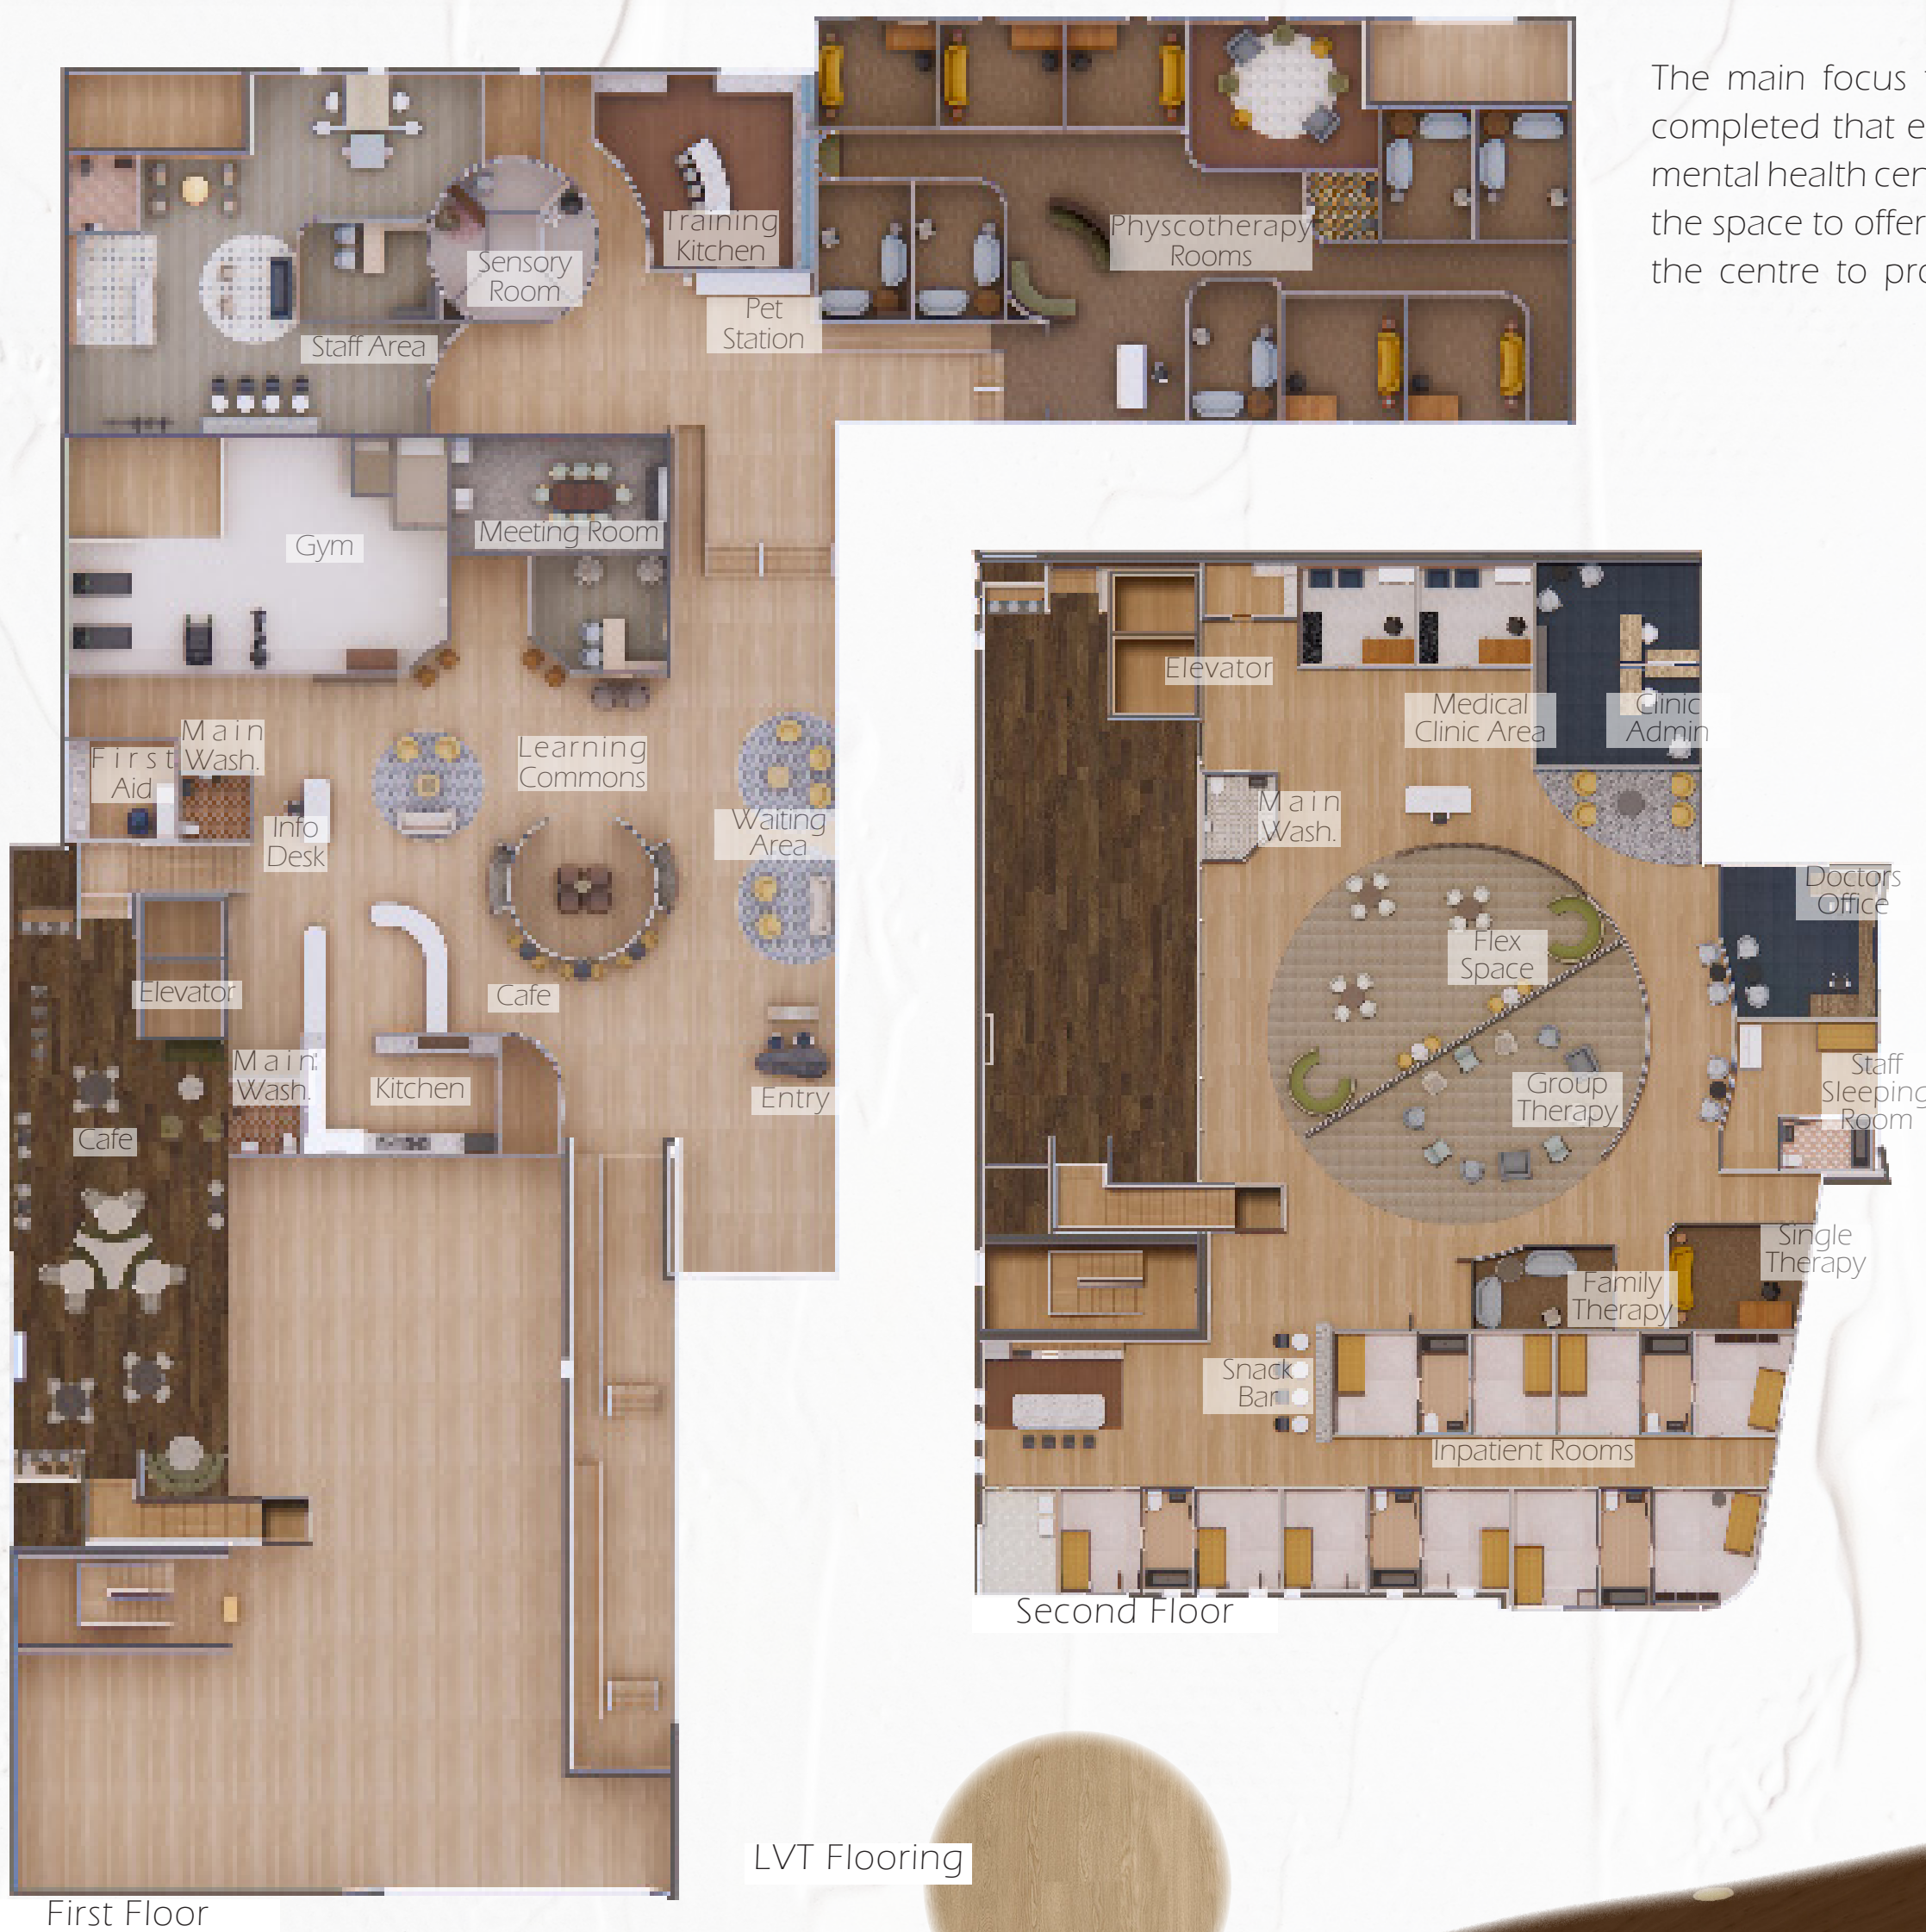 The main focus
completed that e
mental health cen
the space to offer
the centre to pro
Training
Kitchen
Physcotherapy
Rooms
Sensory
Room
Pet
Station
Staff Area
Gym
Meeting Room
Main
Wash.
First
Aid
Learning
Commons
Info
Desk
Waiting
Area
Elevator
Cafe
Main
Wash.
Kitchen
Entry
Cafe
First Floor
Elevator
Medical
Clinic Area
Clinic
Admin
Main
Wash.
Doctors
Office
Flex
Space
Group
Therapy
Staff
Sleeping
Room
Single
Therapy
Family
Therapy
Snack
Bar
Inpatient Rooms
Second Floor
LVT Flooring